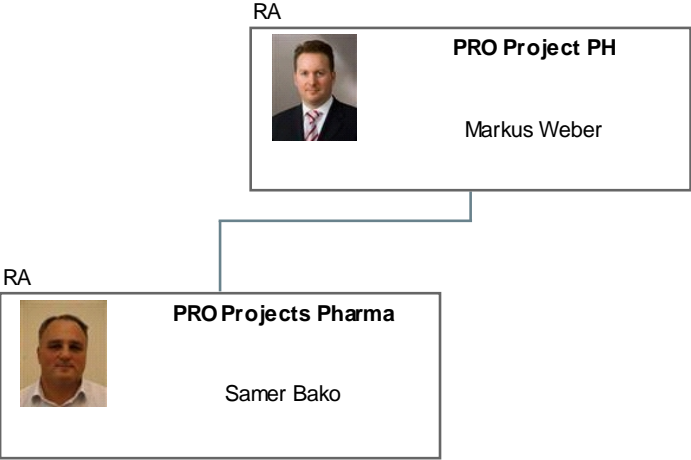 RA
PRO Project PH
Markus Weber
RA
PRO Projects Pharma
Samer Bako